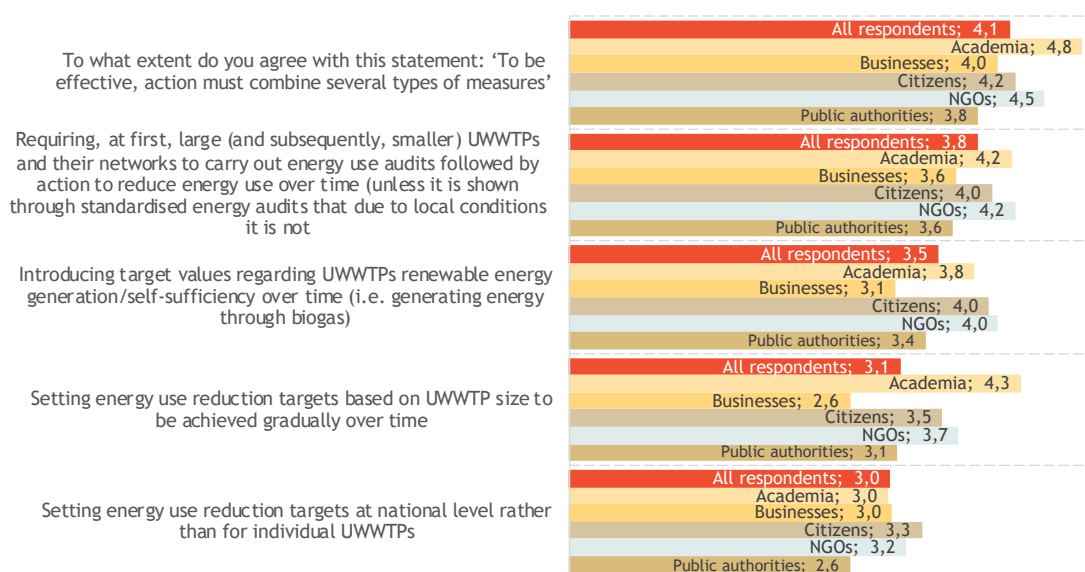 To what extent do you agree with this statement: ‘To be
effective, action must combine several types of measures’
All respondents; 4,1
Academia; 4,8
Businesses; 4,0
Citizens; 4,2
NGOs; 4,5
Public authorities; 3,8
Requiring, at first, large (and subsequently, smaller) UWWTPs
and their networks to carry out energy use audits followed by
action to reduce energy use over time (unless it is shown
through standardised energy audits that due to local conditions
it is not
All respondents; 3,8
Academia; 4,2
Businesses; 3,6
Citizens; 4,0
NGOs; 4,2
Public authorities; 3,6
Introducing target values regarding UWWTPs renewable energy
generation/self-sufficiency over time (i.e. generating energy
through biogas)
All respondents; 3,5
Academia; 3,8
Businesses; 3,1
Citizens; 4,0
NGOs; 4,0
Public authorities; 3,4
Setting energy use reduction targets based on UWWTP size to
be achieved gradually over time
All respondents; 3,1
Academia; 4,3
Businesses; 2,6
Citizens; 3,5
NGOs; 3,7
Public authorities; 3,1
Setting energy use reduction targets at national level rather
than for individual UWWTPs
All respondents; 3,0
Academia; 3,0
Businesses; 3,0
Citizens; 3,3
NGOs; 3,2
Public authorities; 2,6